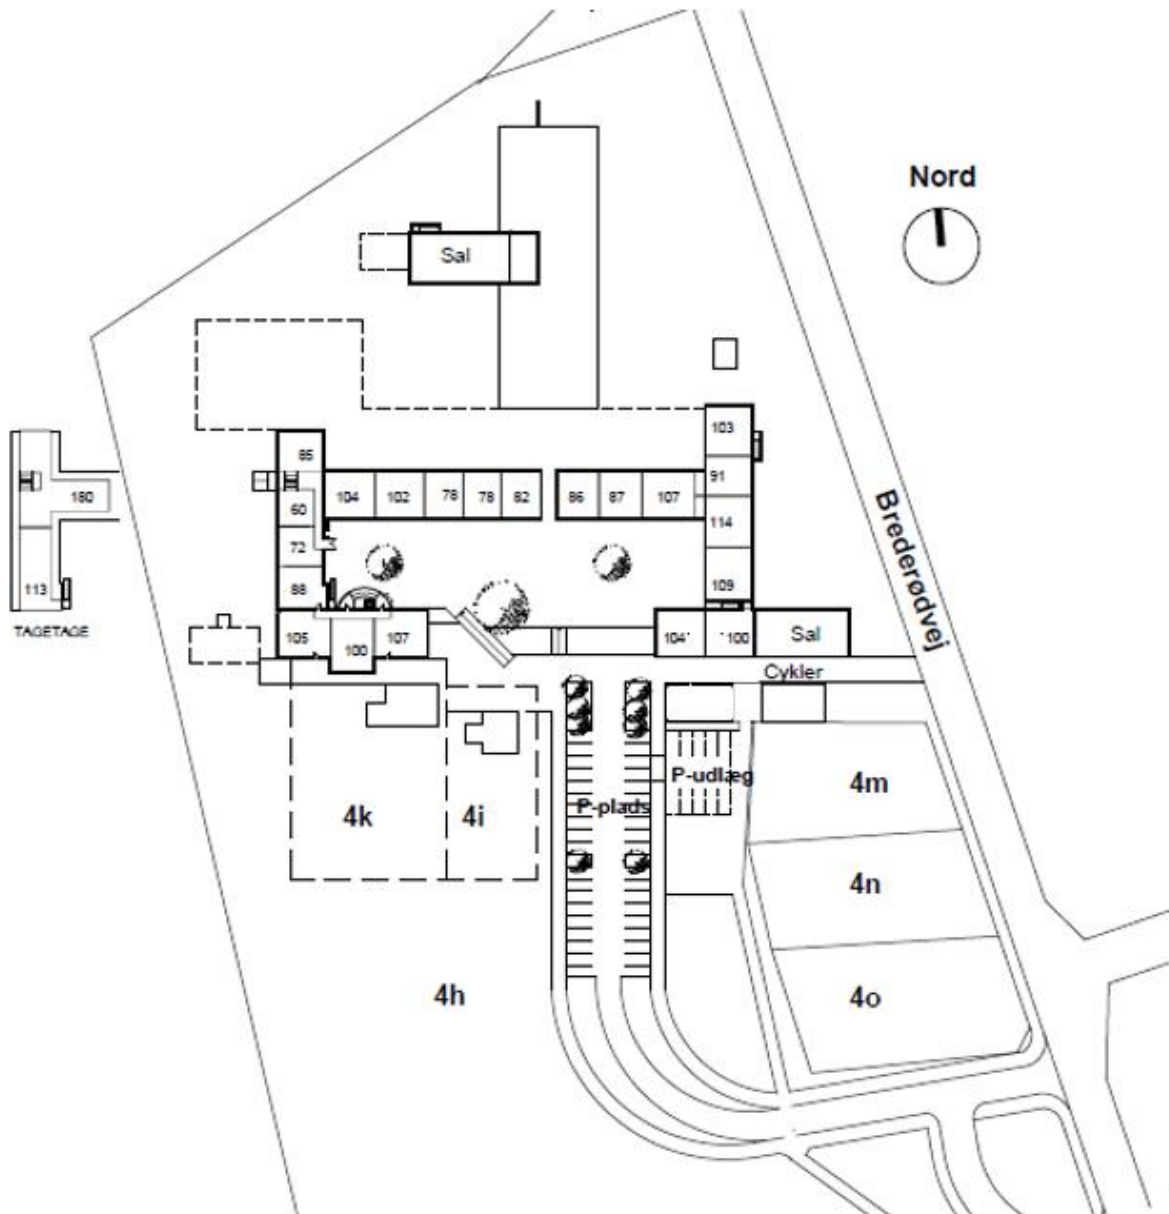 Nord
Sal
103
85
91
104
102
78
78
82
86
87
107
180
60
114
72
113
88
109
TAGETAGE
105
100
107
104
100
Sal
Brederødvej
Cykler
P-udlæg
4m
P-plads
4k
4i
4n
4h
4o